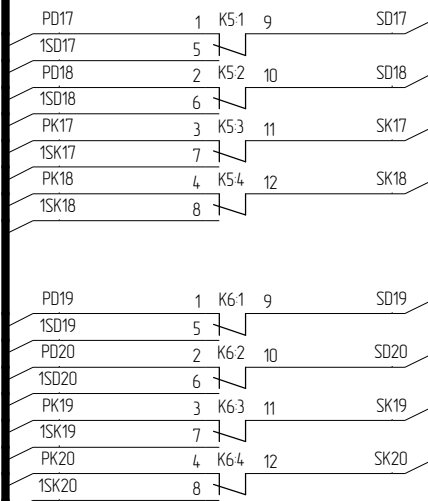 PD17 1 K5:1 9 SD17
1SD17 5
PD18 2 K5:2 10 SD18
1SD18 6
PK17 3 K5:3 11 SK17
1SK17 7
PK18 4 K5:4 12 SK18
1SK18 8
PD19 1 K6:1 9 SD19
1SD19 5
PD20 2 K6:2 10 SD20
1SD20 6
PK19 3 K6:3 11 SK19
1SK19 7
PK20 4 K6:4 12 SK20
1SK20 8